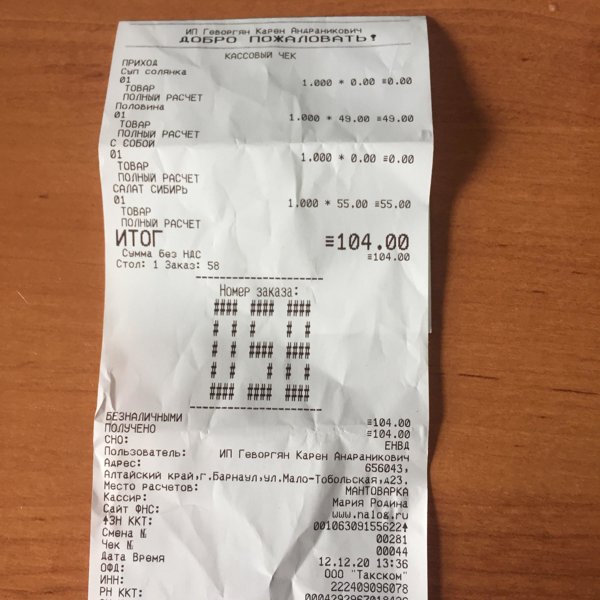 ИП Геворгян Карен Андраникович
ДОБРО ПОЖАЛОВАТЬ!
КАССОВЫЙ ЧЕК
ПРИХОД
Суп солянка
01 1.000 * 0.00 ≡0.00
ТОВАР
ПОЛНЫЙ РАСЧЕТ
Половина
01 1.000 * 49.00 ≡49.00
ТОВАР
ПОЛНЫЙ РАСЧЕТ
С СОБОЙ
01 1.000 * 0.00 ≡0.00
ТОВАР
ПОЛНЫЙ РАСЧЕТ
САЛАТ СИБИРЬ
01 1.000 * 55.00 ≡55.00
ТОВАР
ПОЛНЫЙ РАСЧЕТ
ИТОГ ≡104.00
Сумма без НДС ≡104.00
Стол: 1 Заказ: 58
Номер заказа:
058
БЕЗНАЛИЧНЫМИ ≡104.00
ПОЛУЧЕНО ≡104.00
СНО: ЕНВД
Пользователь: ИП Геворгян Карен Андраникович
Адрес: 656043,
Алтайский край,г.Барнаул,ул.Мало-Тобольская,д23.
Место расчетов: МАНТОВАРКА
Кассир: Мария Родина
Сайт ФНС: www.nalog.ru
ЗН ККТ: 00106309155622
Смена № 00281
Чек № 00044
Дата Время 12.12.20 13:36
ОФД: ООО "Такском"
ИНН: 222409096078
РН ККТ: